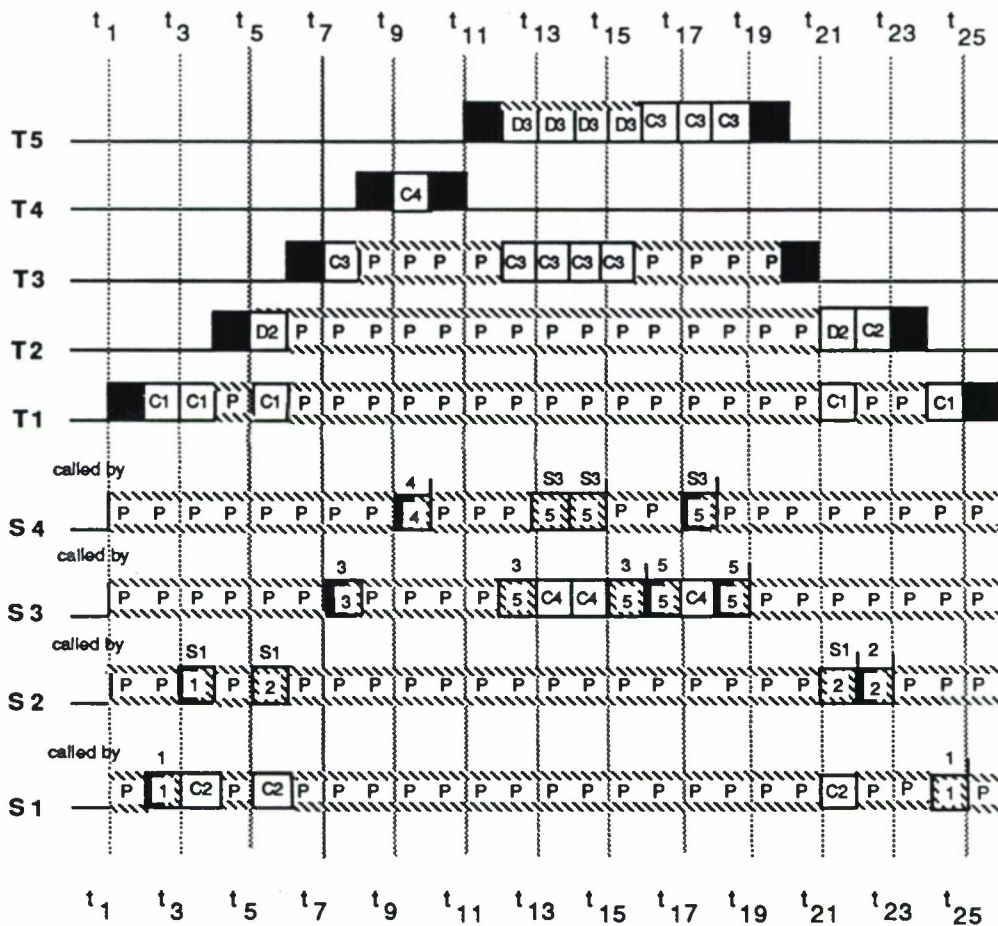 t1 t3 t5 t7 t9 t11 t13 t15 t17 t19 t21 t23 t25
T5 D3 D3 D3 D3 C3 C3 C3
T4 C4
T3 C3 P P P P C3 C3 C3 C3 P P P P
T2 D2 P P P P P P P P P P P P P P P D2 C2
T1 C1 C1 P C1 P P P P P P P P P P P P P P P C1 P P C1
called by 4 S3 S3 S3
S4 P P P P P P P P 4 P P P 5 5 P P 5 P P P P P P P P
called by 3 3 3 5 5
S3 P P P P P P 3 P P P P 5 C4 C4 5 5 C4 5 P P P P P P P
S1 S1 S1 2
S2 P P 1 P 2 P P P P P P P P P P P P P P P 2 2 P P P
called by 1 1
S1 P 1 C2 P C2 P P P P P P P P P P P P P P P C2 P P 1 P
t1 t3 t5 t7 t9 t11 t13 t15 t17 t19 t21 t23 t25